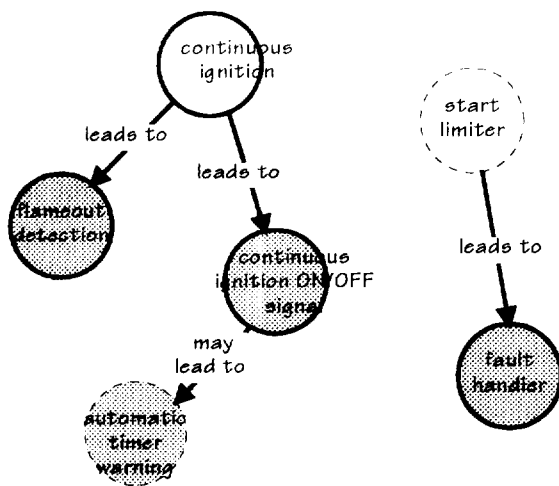 continuous
ignition
start
limiter
leads to
leads to
flameout
detection
leads to
continuous
ignition ON/OFF
signal
may
lead to
fault
handler
automatic
timer
warning